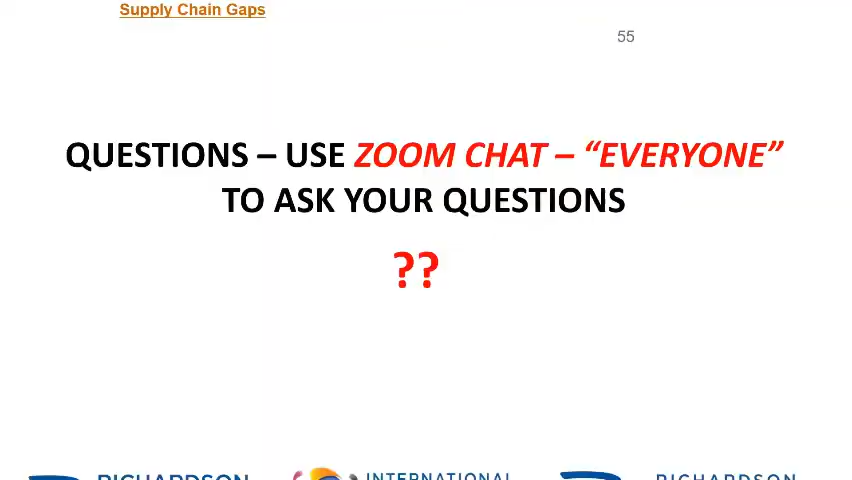 Supply Chain Gaps
55
QUESTIONS – USE ZOOM CHAT – “EVERYONE”
TO ASK YOUR QUESTIONS
??
RICHARDSON
INTERNATIONAL
RICHARDSON